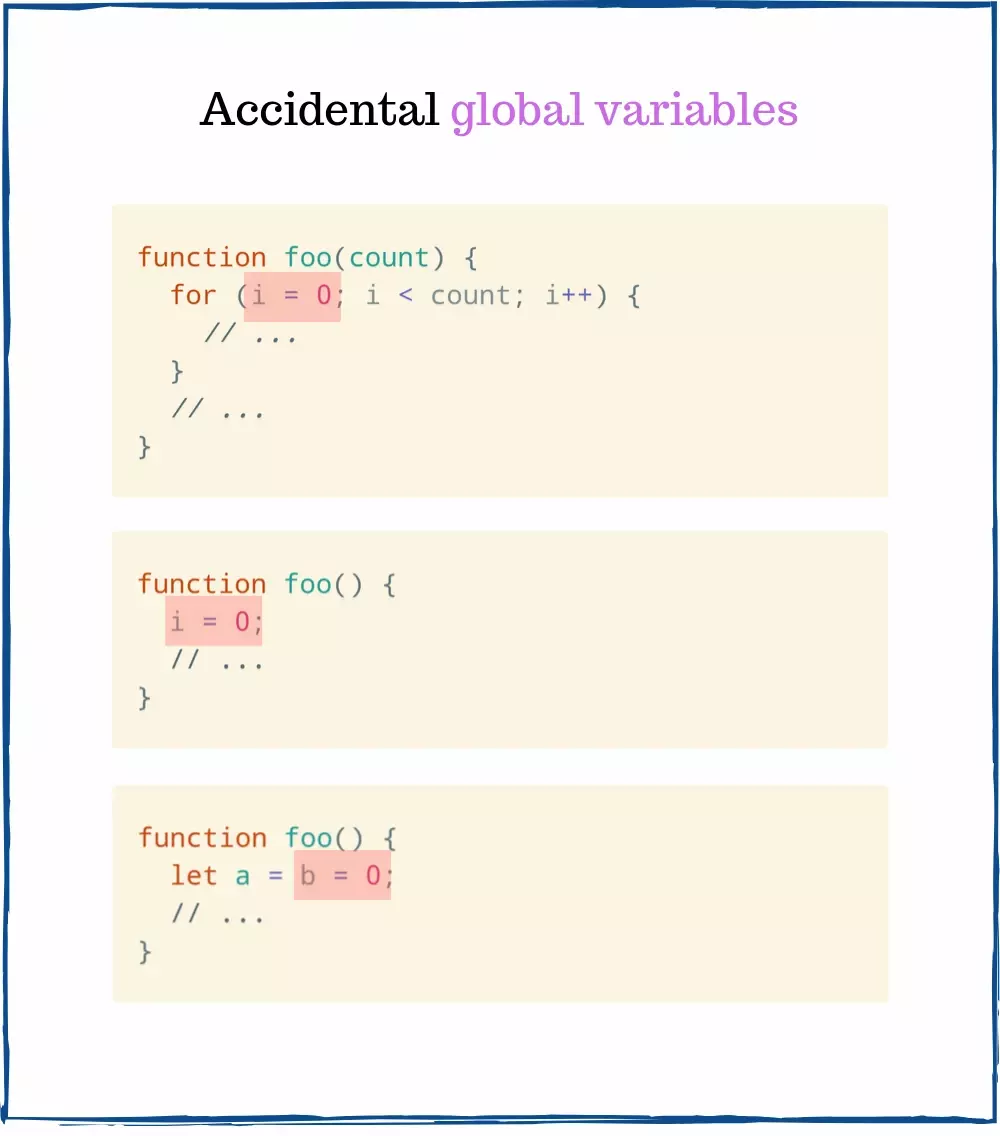 Accidental global variables
function foo(count) {
  for (i = 0; i < count; i++) {
    // ...
  }
  // ...
}
function foo() {
  i = 0;
  // ...
}
function foo() {
  let a = b = 0;
  // ...
}